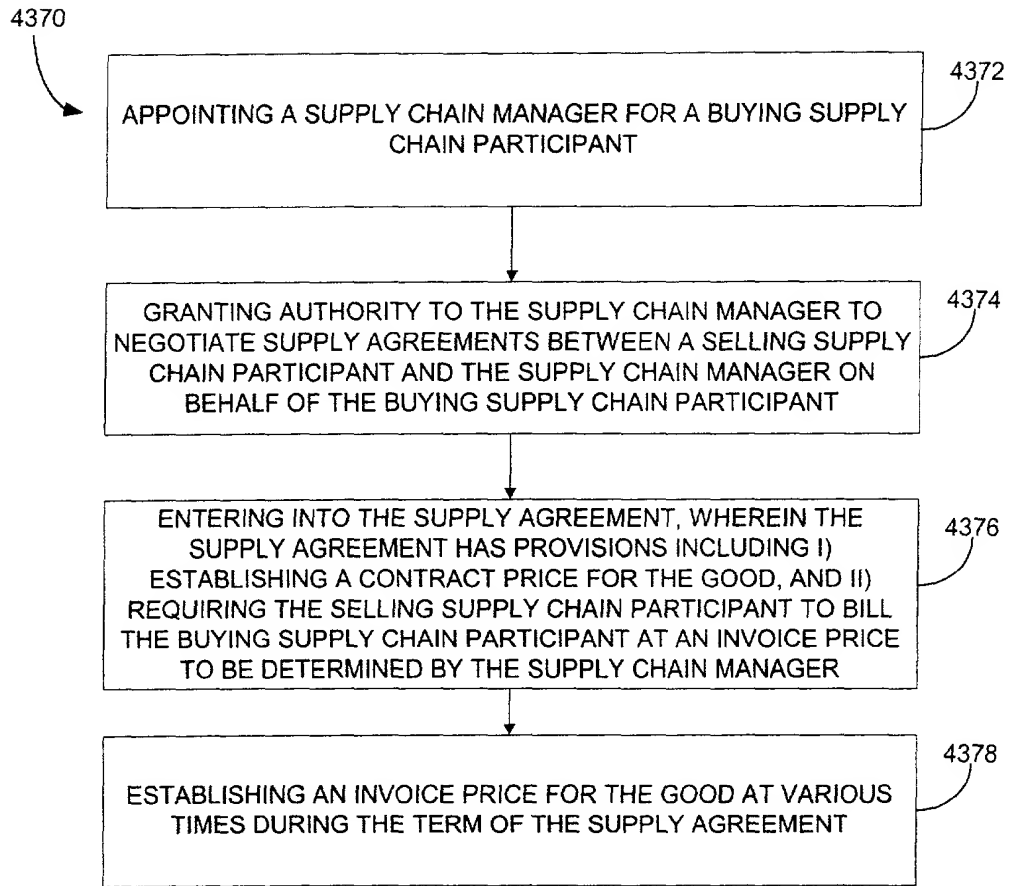 4370
4372
APPOINTING A SUPPLY CHAIN MANAGER FOR A BUYING SUPPLY
CHAIN PARTICIPANT
4374
GRANTING AUTHORITY TO THE SUPPLY CHAIN MANAGER TO
NEGOTIATE SUPPLY AGREEMENTS BETWEEN A SELLING SUPPLY
CHAIN PARTICIPANT AND THE SUPPLY CHAIN MANAGER ON
BEHALF OF THE BUYING SUPPLY CHAIN PARTICIPANT
4376
ENTERING INTO THE SUPPLY AGREEMENT, WHEREIN THE
SUPPLY AGREEMENT HAS PROVISIONS INCLUDING I)
ESTABLISHING A CONTRACT PRICE FOR THE GOOD, AND II)
REQUIRING THE SELLING SUPPLY CHAIN PARTICIPANT TO BILL
THE BUYING SUPPLY CHAIN PARTICIPANT AT AN INVOICE PRICE
TO BE DETERMINED BY THE SUPPLY CHAIN MANAGER
4378
ESTABLISHING AN INVOICE PRICE FOR THE GOOD AT VARIOUS
TIMES DURING THE TERM OF THE SUPPLY AGREEMENT